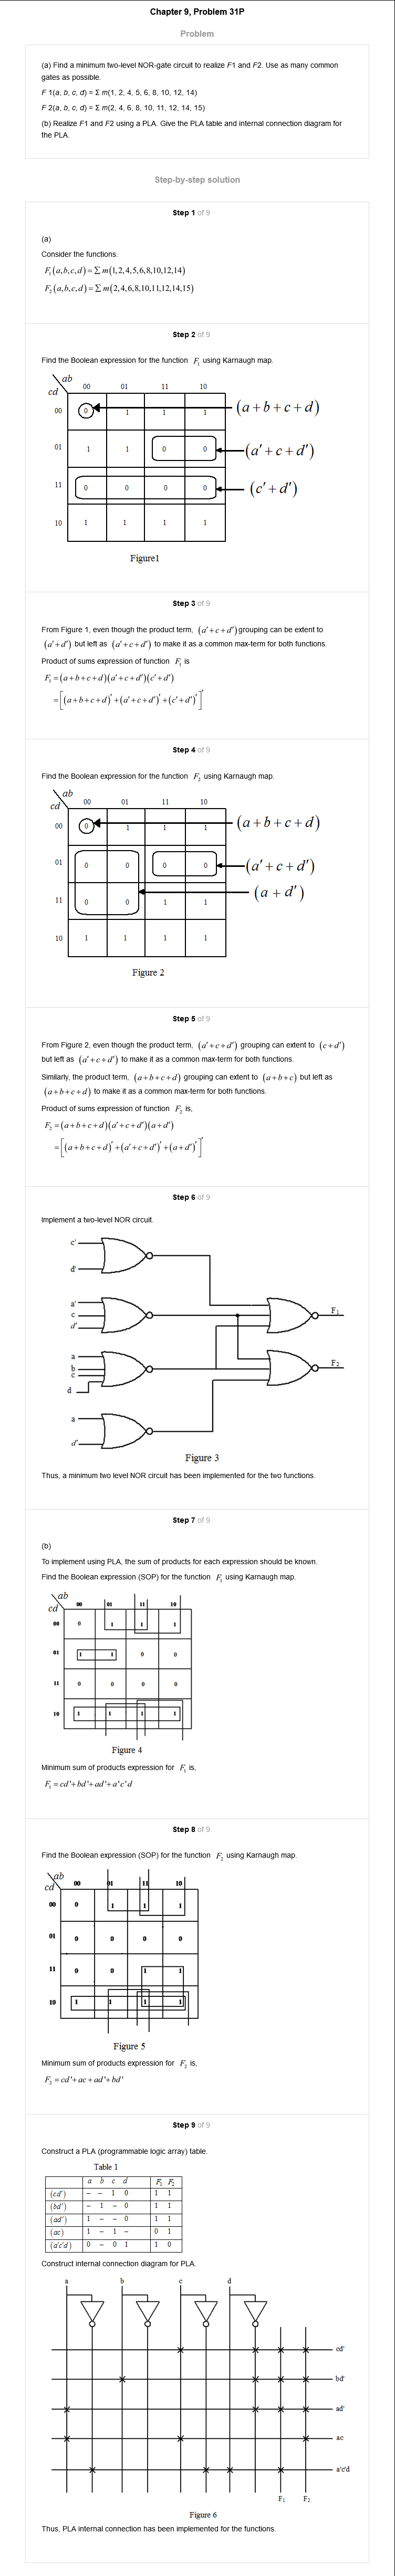 Chapter 9, Problem 31P
Problem
(a) Find a minimum two-level NOR-gate circuit to realize F1 and F2. Use as many common
gates as possible.
F 1(a, b, c, d) = Σ m(1, 2, 4, 5, 6, 8, 10, 12, 14)
F 2(a, b, c, d) = Σ m(2, 4, 6, 8, 10, 11, 12, 14, 15)
(b) Realize F1 and F2 using a PLA. Give the PLA table and internal connection diagram for
the PLA.
Step-by-step solution
Step 1 of 9
(a)
Consider the functions.
F₁(a,b,c,d)=∑m(1,2,4,5,6,8,10,12,14)
F₂(a,b,c,d)=∑m(2,4,6,8,10,11,12,14,15)
Step 2 of 9
Find the Boolean expression for the function F₁ using Karnaugh map.
ab
cd 00 01 11 10
00 0 1 1 1 (a+b+c+d)
01 1 1 0 0 (a'+c+d')
11 0 0 0 0 (c'+d')
10 1 1 1 1
Figure1
Step 3 of 9
From Figure 1, even though the product term, (a'+c+d') grouping can be extent to
(a'+d') but left as (a'+c+d') to make it as a common max-term for both functions.
Product of sums expression of function F₁ is
F₁=(a+b+c+d)(a'+c+d')(c'+d')
=[(a+b+c+d)'+(a'+c+d')'+(c'+d')']'
Step 4 of 9
Find the Boolean expression for the function F₂ using Karnaugh map.
ab
cd 00 01 11 10
00 0 1 1 1 (a+b+c+d)
01 0 0 0 0 (a'+c+d')
11 0 0 1 1 (a+d')
10 1 1 1 1
Figure 2
Step 5 of 9
From Figure 2, even though the product term, (a'+c+d') grouping can extent to (c+d')
but left as (a'+c+d') to make it as a common max-term for both functions.
Similarly, the product term, (a+b+c+d) grouping can extent to (a+b+c) but left as
(a+b+c+d) to make it as a common max-term for both functions.
Product of sums expression of function F₂ is,
F₂=(a+b+c+d)(a'+c+d')(a+d')
=[(a+b+c+d)'+(a'+c+d')'+(a+d')']'
Step 6 of 9
Implement a two-level NOR circuit.
c'
d'
a'
c
d'
F₁
a
b
c
d
F₂
a
d'
Figure 3
Thus, a minimum two level NOR circuit has been implemented for the two functions.
Step 7 of 9
(b)
To implement using PLA, the sum of products for each expression should be known.
Find the Boolean expression (SOP) for the function F₁ using Karnaugh map.
ab
cd 00 01 11 10
00 0 1 1 1
01 1 1 0 0
11 0 0 0 0
10 1 1 1 1
Figure 4
Minimum sum of products expression for F₁ is,
F₁=cd'+bd'+ad'+a'c'd
Step 8 of 9
Find the Boolean expression (SOP) for the function F₂ using Karnaugh map.
ab
cd 00 01 11 10
00 0 1 1 1
01 0 0 0 0
11 0 0 1 1
10 1 1 1 1
Figure 5
Minimum sum of products expression for F₂ is,
F₂=cd'+ac+ad'+bd'
Step 9 of 9
Construct a PLA (programmable logic array) table.
Table 1
a b c d F₁ F₂
(cd') – – 1 0 1 1
(bd') – 1 – 0 1 1
(ad') 1 – – 0 1 1
(ac) 1 – 1 – 0 1
(a'c'd) 0 – 0 1 1 0
Construct internal connection diagram for PLA.
a b c d
cd'
bd'
ad'
ac
a'c'd
F₁ F₂
Figure 6
Thus, PLA internal connection has been implemented for the functions.